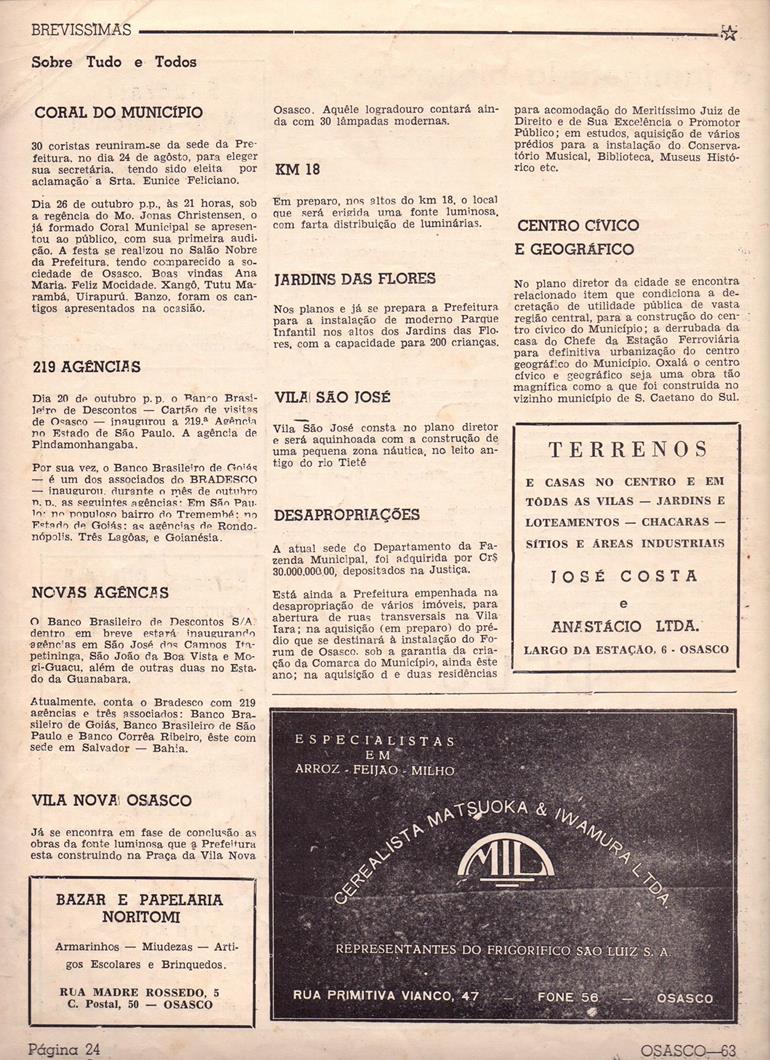 BREVISSIMAS
Sobre Tudo e Todos
CORAL DO MUNICÍPIO
30 coristas reuniram-se da sede da Pre-
feitura, no dia 24 de agôsto, para eleger
sua secretária, tendo sido eleita por
aclamação a Srta. Eunice Feliciano.
Dia 26 de outubro p.p., às 21 horas, sob
a regência do Mo. Jonas Christensen, o
já formado Coral Municipal se apresen-
tou ao público, com sua primeira audi-
ção. A festa se realizou no Salão Nobre
da Prefeitura, tendo comparecido a so-
ciedade de Osasco. Boas vindas Ana
Maria. Feliz Mocidade. Xangô, Tutu Ma-
rambá, Uirapurú. Banzo, foram os can-
tigos apresentados na ocasião.
219 AGÊNCIAS
Dia 20 de outubro p.p. o Banco Brasi-
leiro de Descontos — Cartão de visitas
de Osasco — inaugurou a 219.ª Agência
no Estado de São Paulo. A agência de
Pindamonhangaba.
Por sua vez, o Banco Brasileiro de Goiás
— é um dos associados do BRADESCO
— inaugurou, durante o mês de outubro
p.p., as seguintes agências: Em São Pau-
lo: no populoso bairro do Tremembé; no
Estado de Goiás: as agências de Rondo-
nópolis, Três Lagôas, e Goianésia.
NOVAS AGÊNCAS
O Banco Brasileiro de Descontos S/A.
dentro em breve estará inaugurando
agências em São José dos Campos Ita-
petininga, São João da Boa Vista e Mo-
gi-Guacu, além de outras duas no Esta-
do da Guanabara.
Atualmente, conta o Bradesco com 219
agências e três associados: Banco Bra-
sileiro de Goiás, Banco Brasileiro de São
Paulo e Banco Corrêa Ribeiro, êste com
sede em Salvador — Bahia.
VILA NOVA OSASCO
Já se encontra em fase de conclusão as
obras da fonte luminosa que a Prefeitura
esta construindo na Praça da Vila Nova
BAZAR E PAPELARIA
NORITOMI
Armarinhos — Miudezas — Arti-
gos Escolares e Brinquedos.
RUA MADRE ROSSEDO, 5
C. Postal, 50 — OSASCO
Osasco. Aquêle logradouro contará ain-
da com 30 lâmpadas modernas.
KM 18
Em preparo, nos altos do km 18, o local
que será erigida uma fonte luminosa,
com farta distribuição de luminárias.
JARDINS DAS FLORES
Nos planos e já se prepara a Prefeitura
para a instalação de moderno Parque
Infantil nos altos dos Jardins das Flo-
res, com a capacidade para 200 crianças.
VILA SÃO JOSÉ
Vila São José consta no plano diretor
e será aquinhoada com a construção de
uma pequena zona náutica, no leito an-
tigo do rio Tietê
DESAPROPRIAÇÕES
A atual sede do Departamento da Fa-
zenda Municipal, foi adquirida por Cr$
30.000.000,00, depositados na Justiça.
Está ainda a Prefeitura empenhada na
desapropriação de vários imóveis, para
abertura de ruas transversais na Vila
Iara; na aquisição (em preparo) do pré-
dio que se destinará à instalação do Fo-
rum de Osasco, sob a garantia da cria-
ção da Comarca do Município, ainda êste
ano; na aquisição d e duas residências
para acomodação do Meritíssimo Juiz de
Direito e de Sua Excelência o Promotor
Público; em estudos, aquisição de vários
prédios para a instalação do Conserva-
tório Musical, Biblioteca, Museus Histó-
rico etc.
CENTRO CÍVICO
E GEOGRÁFICO
No plano diretor da cidade se encontra
relacionado item que condiciona a de-
cretação de utilidade pública de vasta
região central, para a construção do cen-
tro cívico do Município; a derrubada da
casa do Chefe da Estação Ferroviária
para definitiva urbanização do centro
geográfico do Município. Oxalá o centro
cívico e geográfico seja uma obra tão
magnífica como a que foi construída no
vizinho município de S. Caetano do Sul.
TERRENOS
E CASAS NO CENTRO E EM
TÔDAS AS VILAS — JARDINS E
LOTEAMENTOS — CHACARAS —
SÍTIOS E ÁREAS INDUSTRIAIS
JOSÉ COSTA
e
ANASTÁCIO LTDA.
LARGO DA ESTAÇÃO, 6 - OSASCO
ESPECIALISTAS
EM
ARROZ - FEIJAO - MILHO
CEREALISTA MATSUOKA & IWAMURA LTDA.
MIL
REPRESENTANTES DO FRIGORIFICO SAO LUIZ S. A.
RUA PRIMITIVA VIANCO, 47 — FONE 56 — OSASCO
Página 24
OSASCO—63